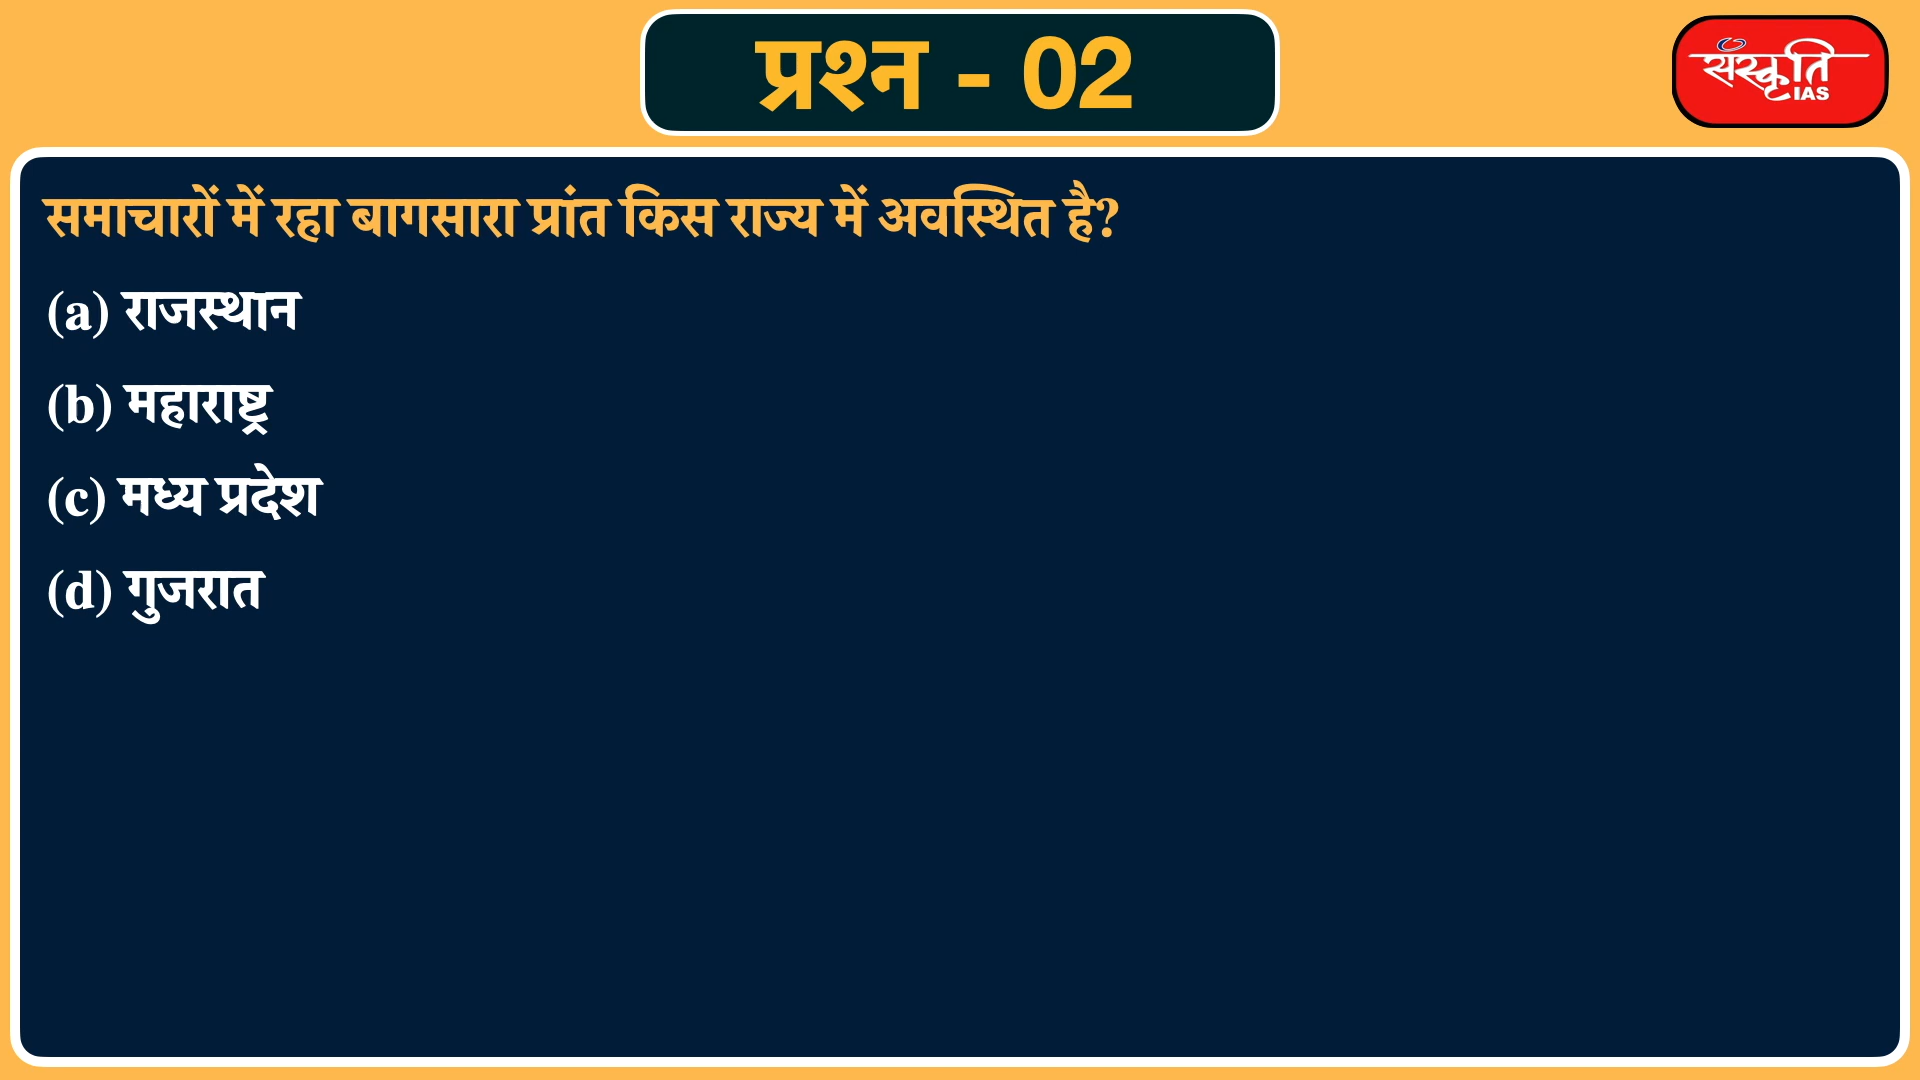 प्रश्न - 02
संस्कृति
IAS
समाचारों में रहा बागसारा प्रांत किस राज्य में अवस्थित है?
(a) राजस्थान
(b) महाराष्ट्र
(c) मध्य प्रदेश
(d) गुजरात